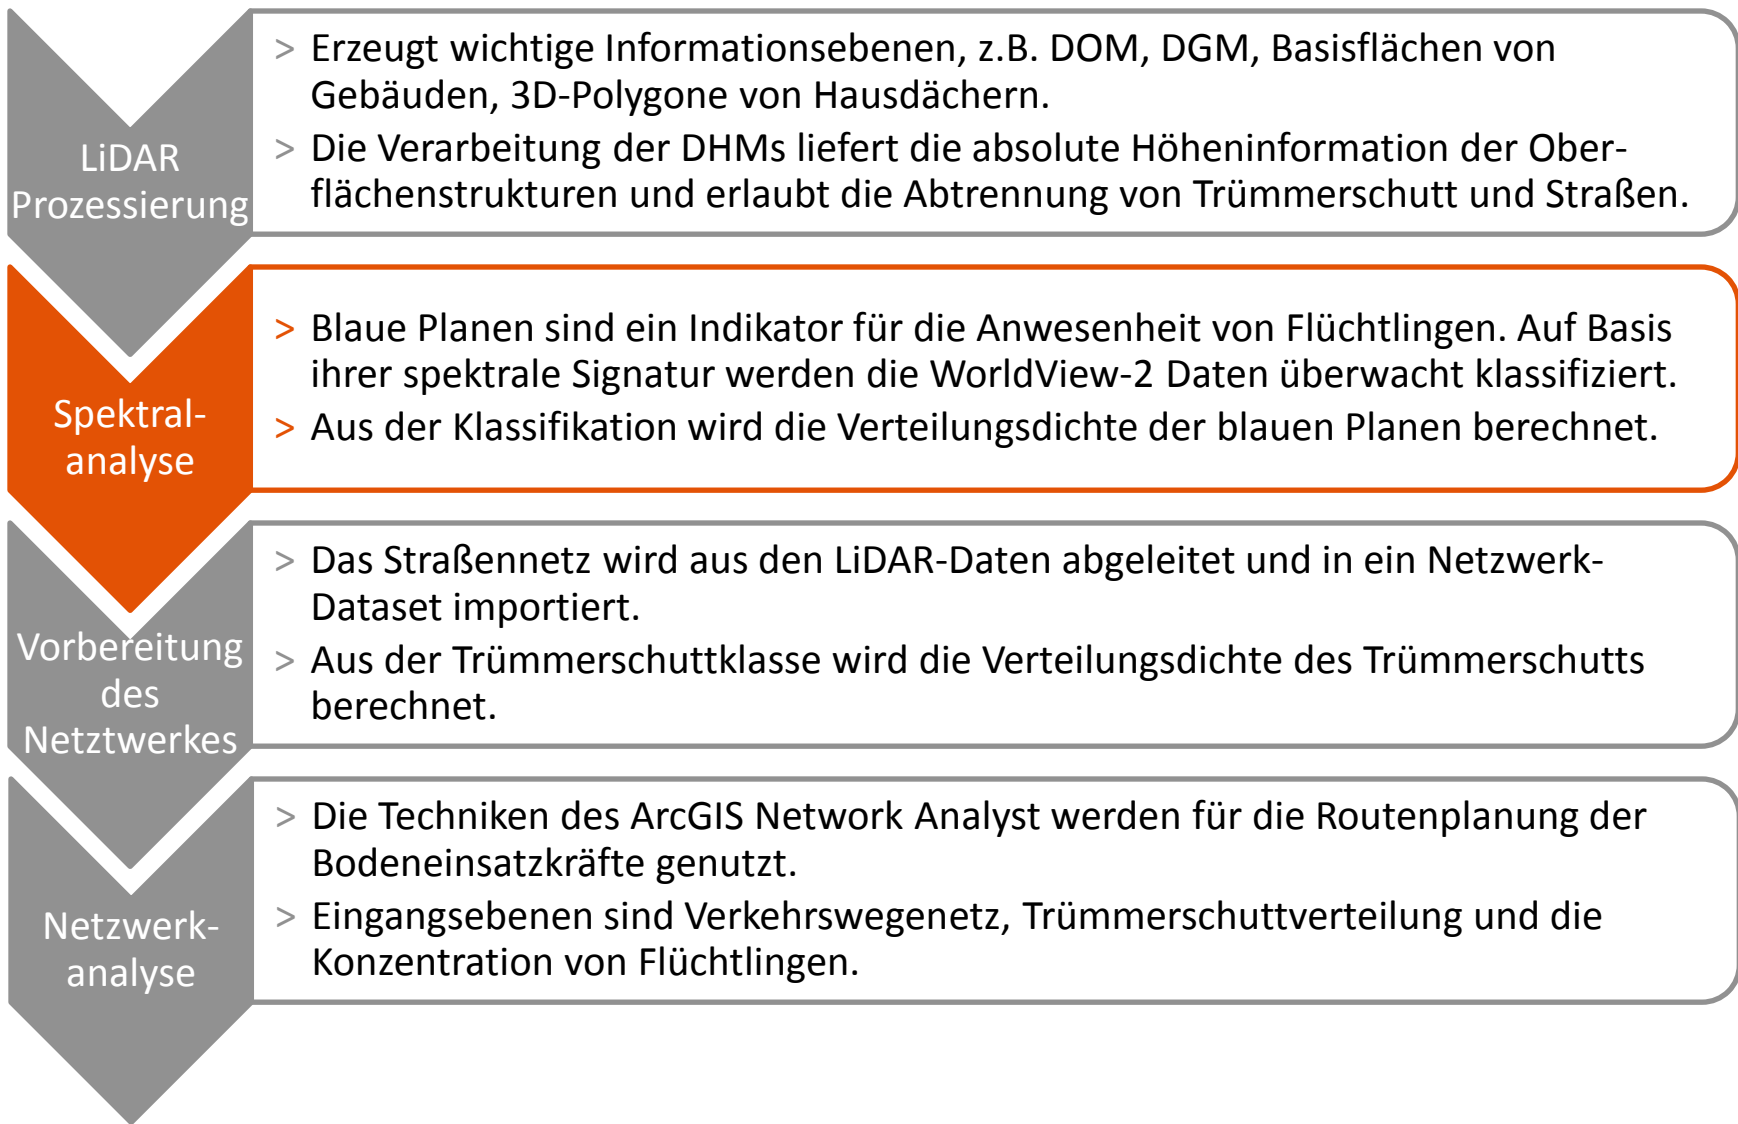 LiDAR
Prozessierung
> Erzeugt wichtige Informationsebenen, z.B. DOM, DGM, Basisflächen von
Gebäuden, 3D-Polygone von Hausdächern.
> Die Verarbeitung der DHMs liefert die absolute Höheninformation der Ober-
flächenstrukturen und erlaubt die Abtrennung von Trümmerschutt und Straßen.
Spektral-
analyse
> Blaue Planen sind ein Indikator für die Anwesenheit von Flüchtlingen. Auf Basis
ihrer spektrale Signatur werden die WorldView-2 Daten überwacht klassifiziert.
> Aus der Klassifikation wird die Verteilungsdichte der blauen Planen berechnet.
Vorbereitung
des
Netztwerkes
> Das Straßennetz wird aus den LiDAR-Daten abgeleitet und in ein Netzwerk-
Dataset importiert.
> Aus der Trümmerschuttklasse wird die Verteilungsdichte des Trümmerschutts
berechnet.
Netzwerk-
analyse
> Die Techniken des ArcGIS Network Analyst werden für die Routenplanung der
Bodeneinsatzkräfte genutzt.
> Eingangsebenen sind Verkehrswegenetz, Trümmerschuttverteilung und die
Konzentration von Flüchtlingen.